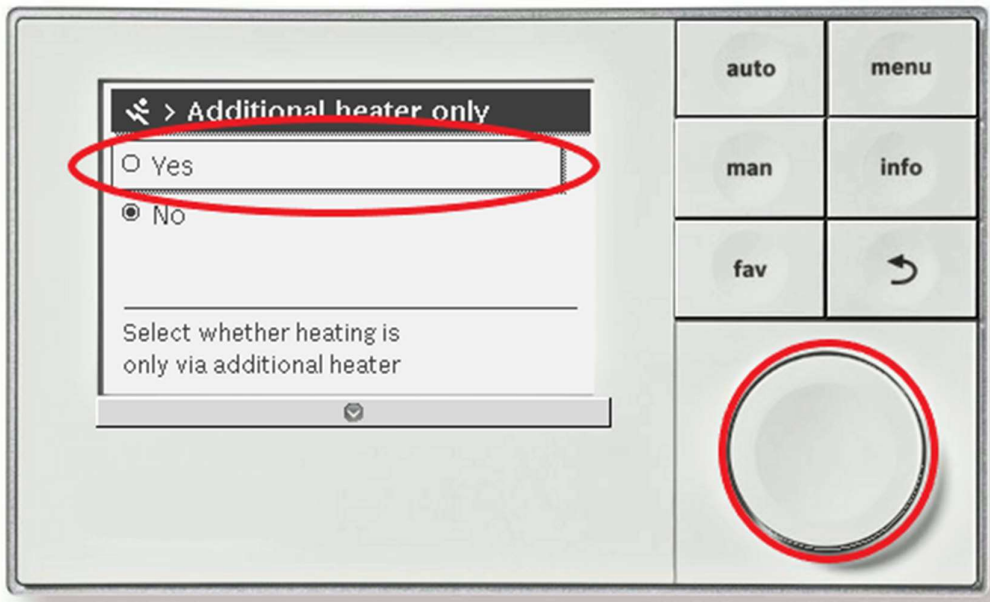 > Additional heater only
Yes
No
Select whether heating is
only via additional heater
auto
menu
man
info
fav